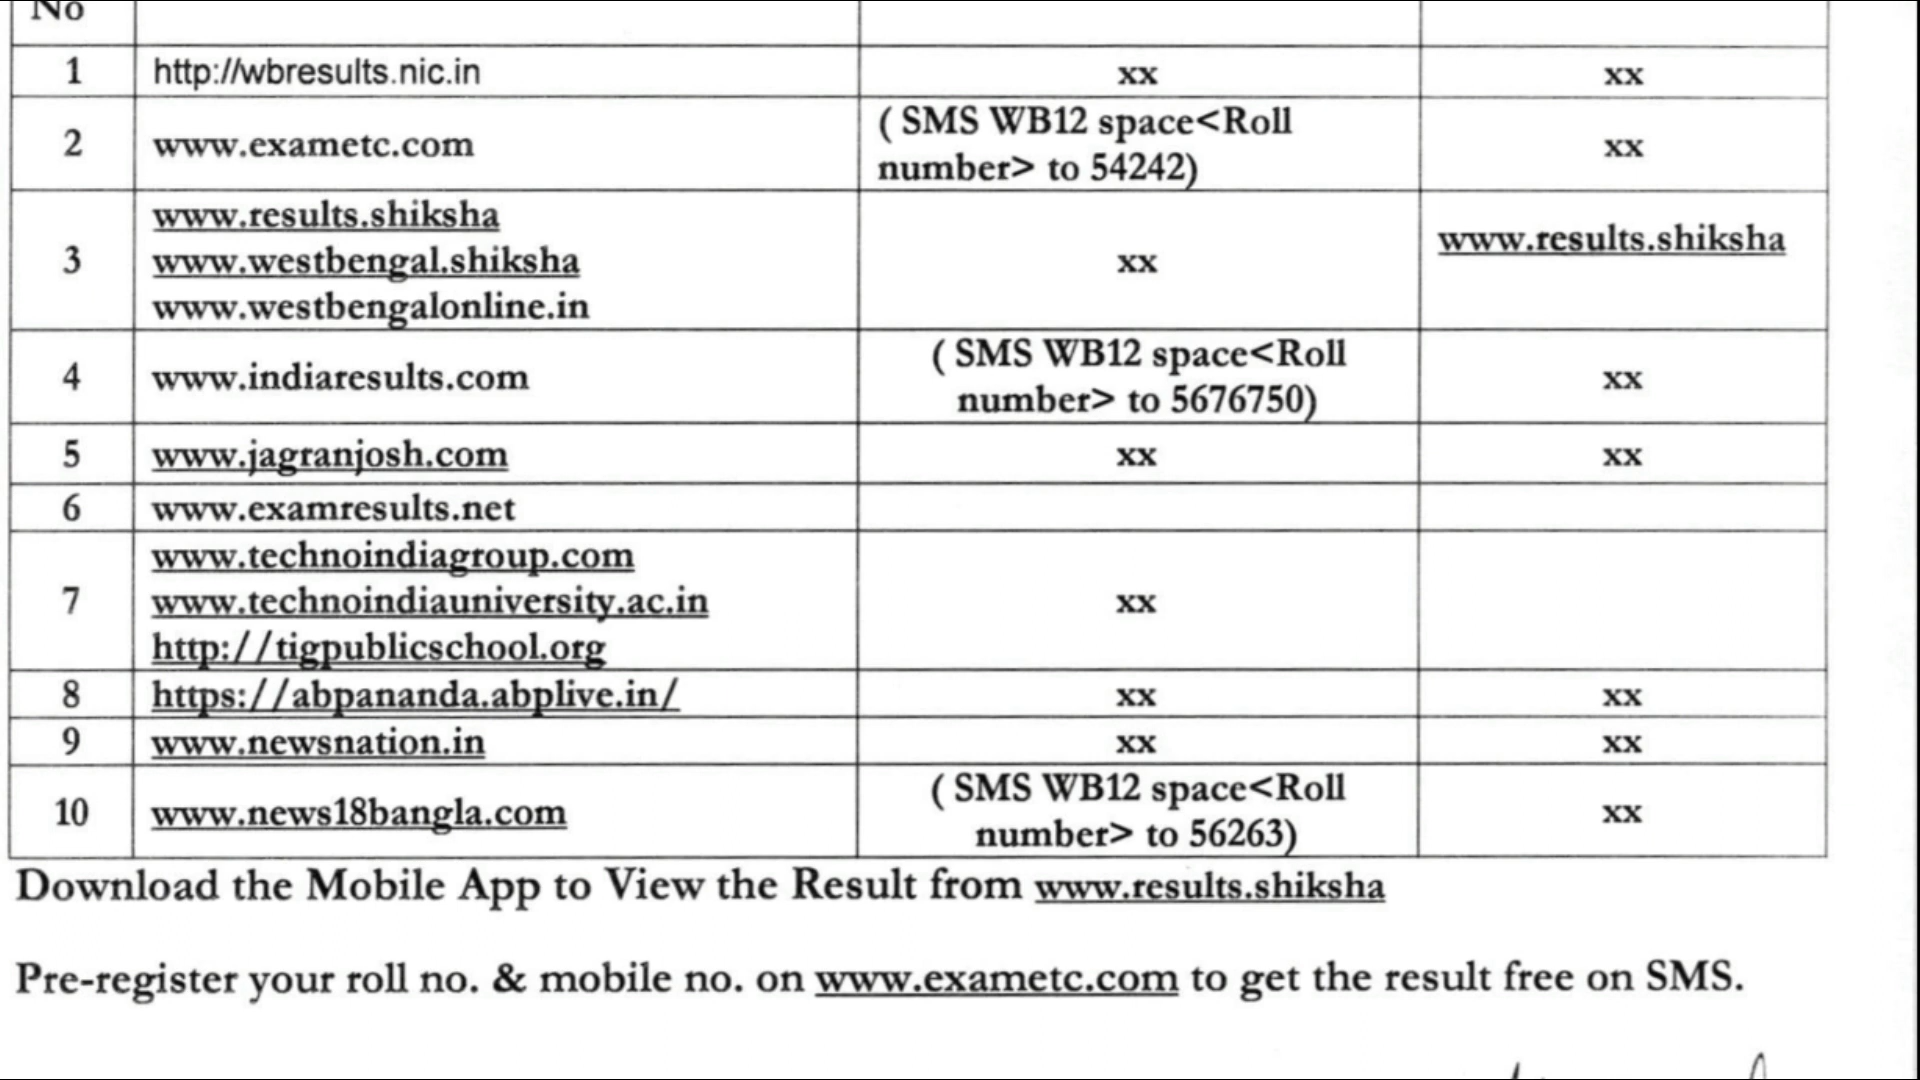 No
1 http://wbresults.nic.in xx xx
2 www.exametc.com ( SMS WB12 space<Roll number> to 54242) xx
3 www.results.shiksha
www.westbengal.shiksha
www.westbengalonline.in
xx
www.results.shiksha
4 www.indiaresults.com ( SMS WB12 space<Roll number> to 5676750) xx
5 www.jagranjosh.com xx xx
6 www.examresults.net
7 www.technoindiagroup.com
www.technoindiauniversity.ac.in
http://tigpublicschool.org
xx
8 https://abpananda.abplive.in/ xx xx
9 www.newsnation.in xx xx
10 www.news18bangla.com ( SMS WB12 space<Roll number> to 56263) xx
Download the Mobile App to View the Result from www.results.shiksha
Pre-register your roll no. & mobile no. on www.exametc.com to get the result free on SMS.